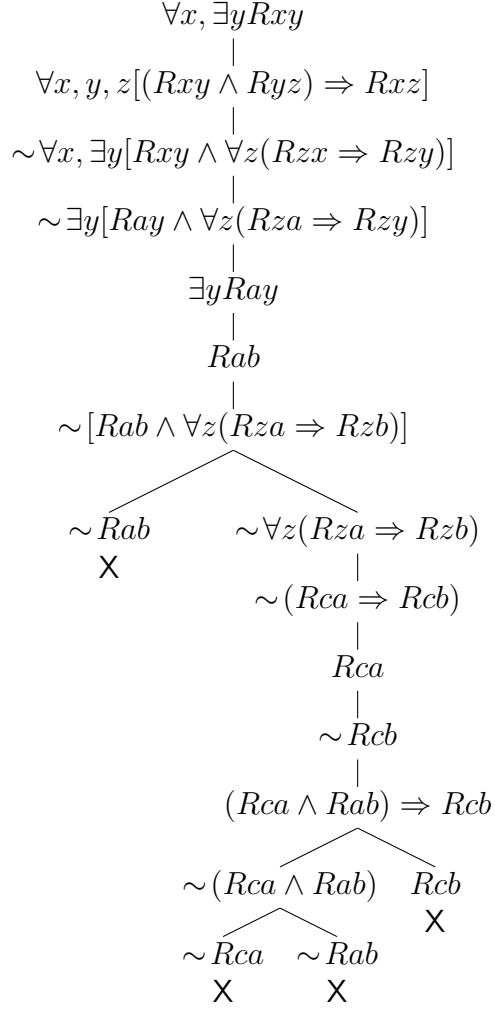 ∀x, ∃yRxy
∀x, y, z[(Rxy ∧ Ryz) ⇒ Rxz]
∼∀x, ∃y[Rxy ∧ ∀z(Rzx ⇒ Rzy)]
∼∃y[Ray ∧ ∀z(Rza ⇒ Rzy)]
∃yRay
Rab
∼[Rab ∧ ∀z(Rza ⇒ Rzb)]
∼Rab ∼∀z(Rza ⇒ Rzb)
X
∼(Rca ⇒ Rcb)
Rca
∼Rcb
(Rca ∧ Rab) ⇒ Rcb
∼(Rca ∧ Rab) Rcb
X
∼Rca ∼Rab
X X